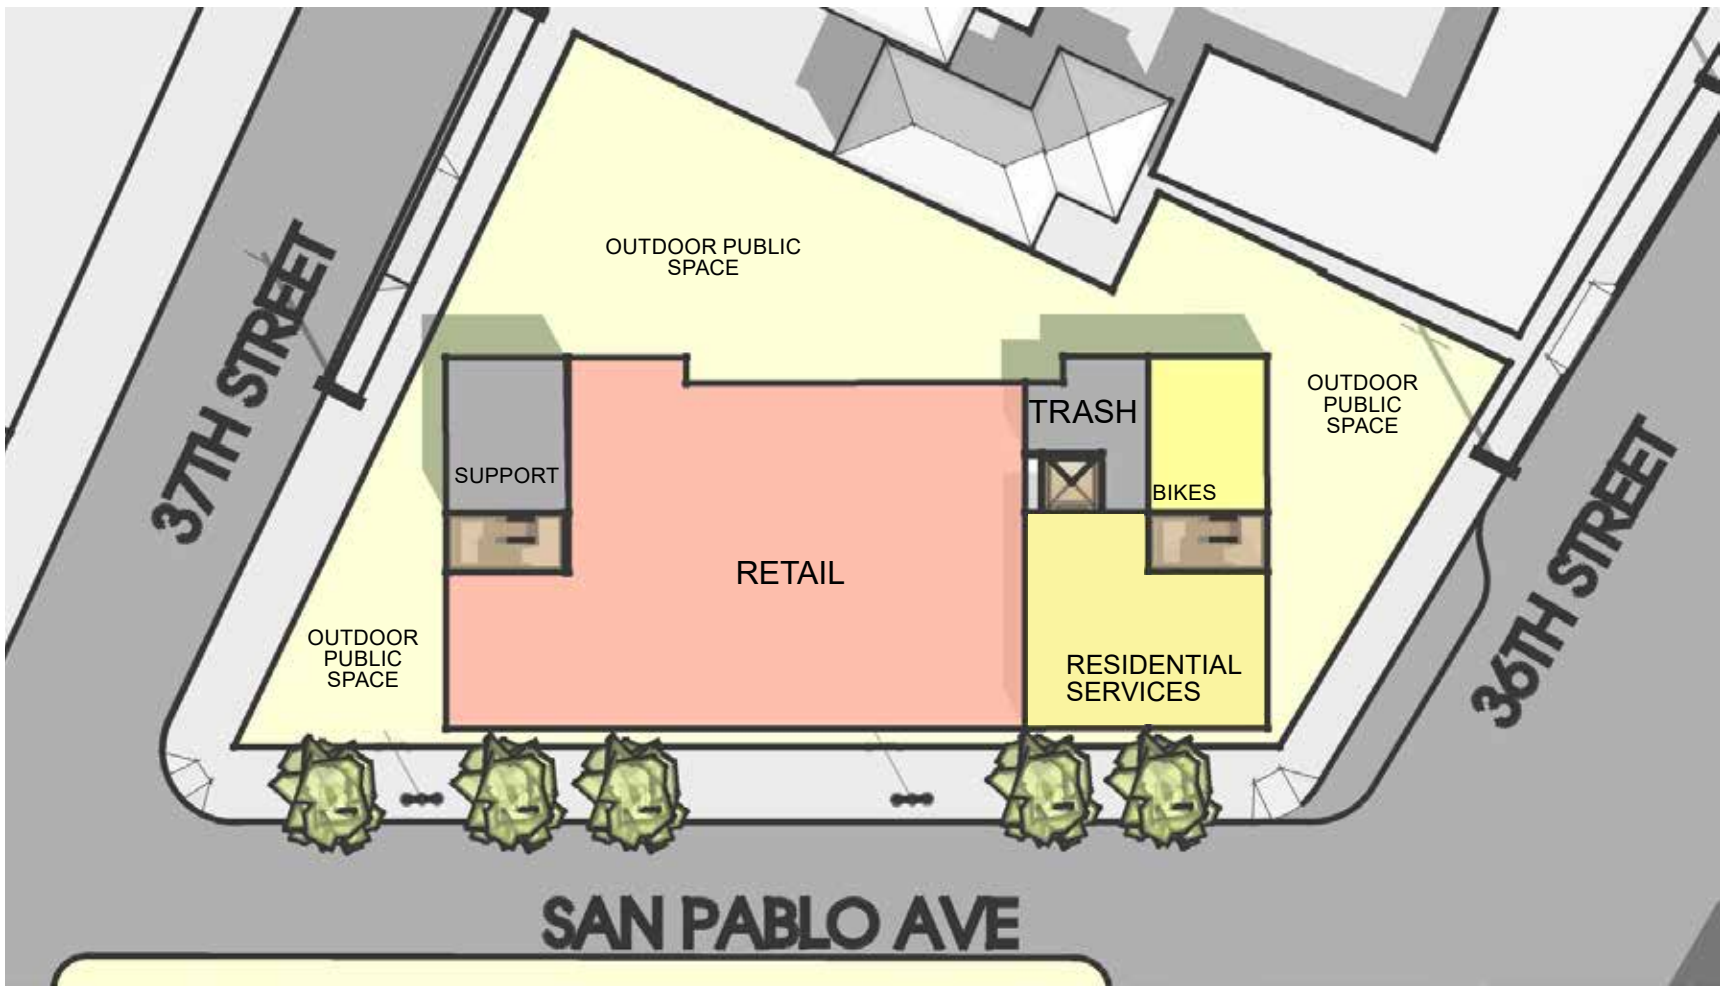 OUTDOOR PUBLIC
SPACE
37TH STREET
OUTDOOR
PUBLIC
SPACE
TRASH
SUPPORT
BIKES
36TH STREET
RETAIL
OUTDOOR
PUBLIC
SPACE
RESIDENTIAL
SERVICES
SAN PABLO AVE